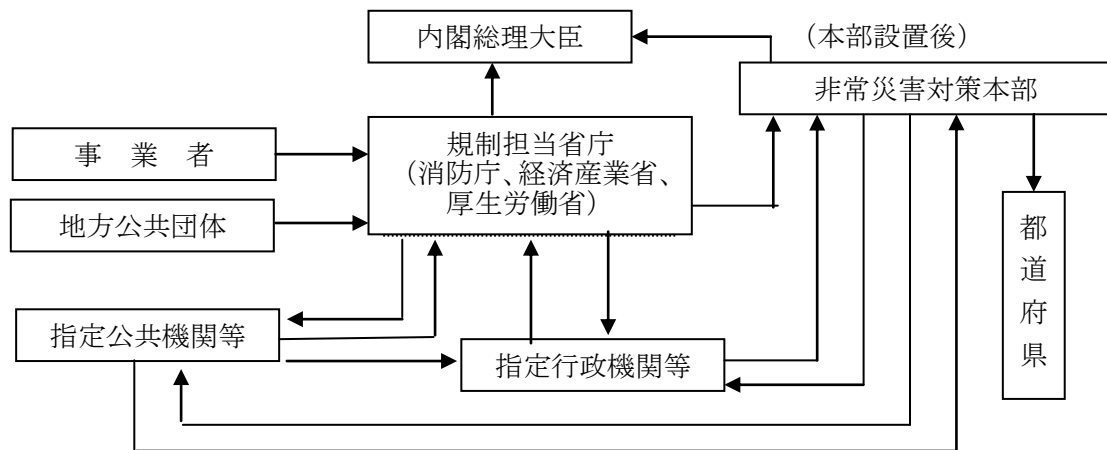 内閣総理大臣
（本部設置後）
非常災害対策本部
事　業　者
規制担当省庁
（消防庁、経済産業省、
厚生労働省）
地方公共団体
都道府県
指定公共機関等
指定行政機関等